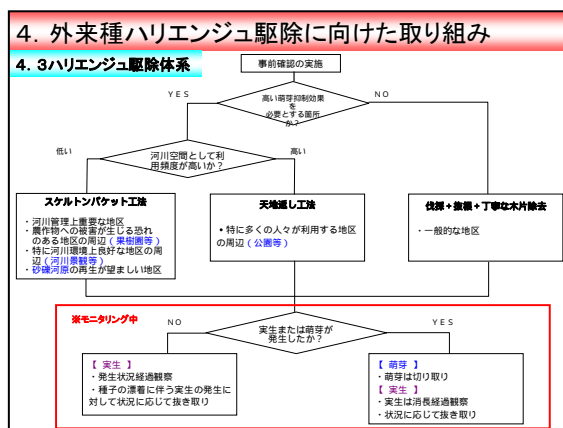 4. 外来種ハリエンジュ駆除に向けた取り組み
4.3ハリエンジュ駆除体系
事前確認の実施
YES
NO
高い萌芽抑制効果
を
必要とする箇所
か？
低い
高い
河川空間として利
用頻度が高いか？
スケルトンバケット工法
・河川管理上重要な地区
・農作物への被害が生じる恐れ
のある地区の周辺（果樹園等）
・特に河川環境上良好な地区の周
辺（河川景観等）
・砂礫河原の再生が望ましい地区
天地返し工法
・特に多くの人々が利用する地区
の周辺（公園等）
伐採＋抜根＋丁寧な木片除去
・一般的な地区
※モニタリング中
NO
YES
実生または萌芽が
発生したか？
【 実生 】
・発生状況経過観察
・種子の漂着に伴う実生の発生に
対して状況に応じて抜き取り
【 萌芽 】
・萌芽は切り取り
【 実生 】
・実生は消長経過観察
・状況に応じて抜き取り